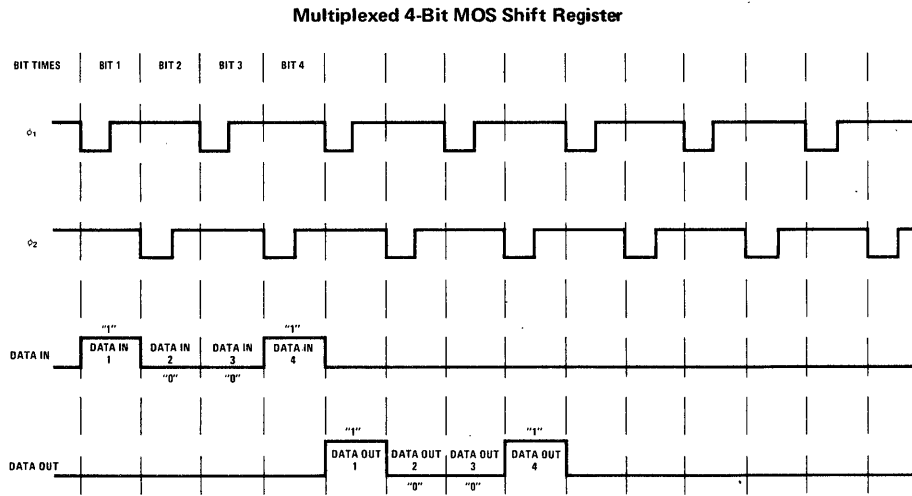 Multiplexed 4-Bit MOS Shift Register
BIT TIMES BIT 1 BIT 2 BIT 3 BIT 4
ϕ1
ϕ2
"1" "1"
DATA IN DATA IN 1 DATA IN 2 DATA IN 3 DATA IN 4
"0" "0"
"1" "1"
DATA OUT DATA OUT 1 DATA OUT 2 DATA OUT 3 DATA OUT 4
"0" "0"